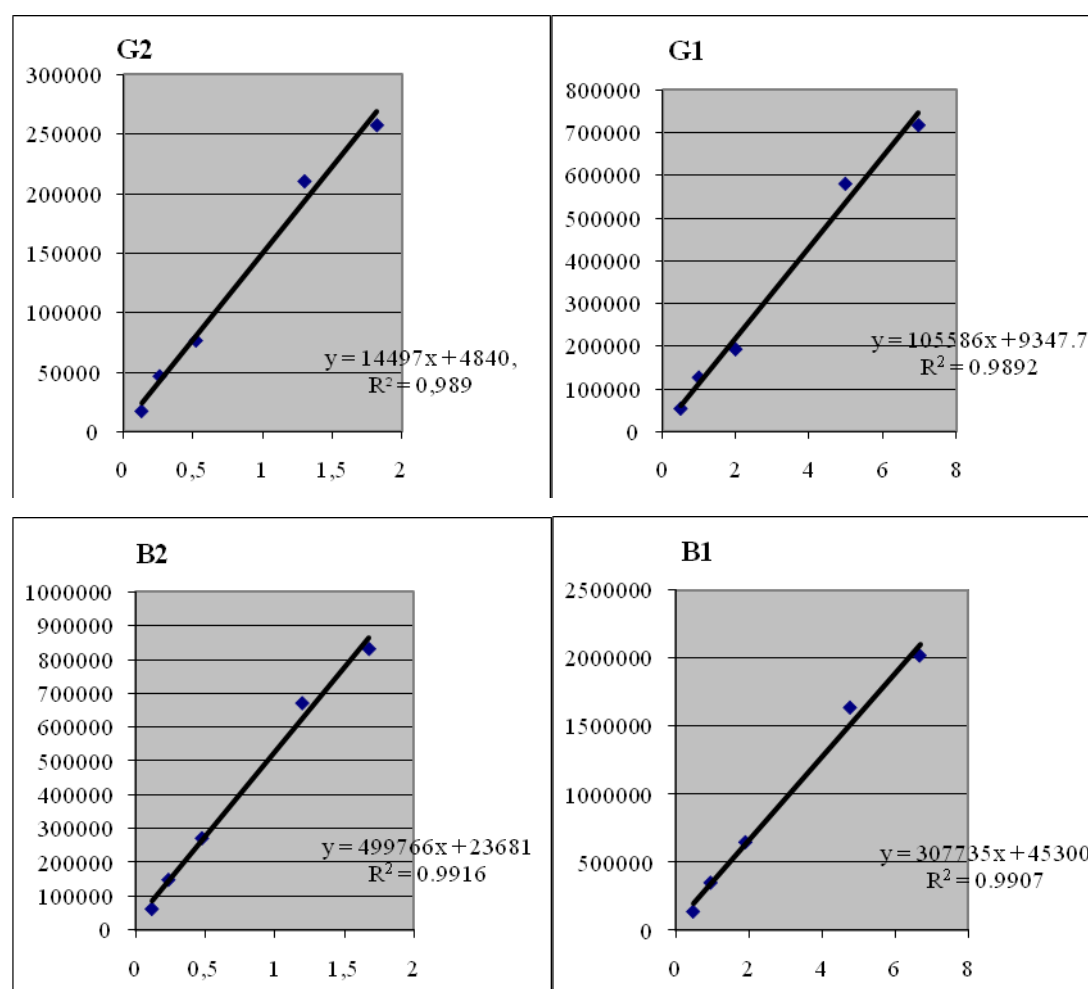 G2
300000
250000
200000
150000
100000
50000
0
0 0,5 1 1,5 2
y = 14497x + 4840,
R² = 0,989
G1
800000
700000
600000
500000
400000
300000
200000
100000
0
0 2 4 6 8
y = 105586x + 9347.7
R² = 0.9892
B2
1000000
900000
800000
700000
600000
500000
400000
300000
200000
100000
0
0 0,5 1 1,5 2
y = 499766x + 23681
R² = 0.9916
B1
2500000
2000000
1500000
1000000
500000
0
0 2 4 6 8
y = 307735x + 45300
R² = 0.9907